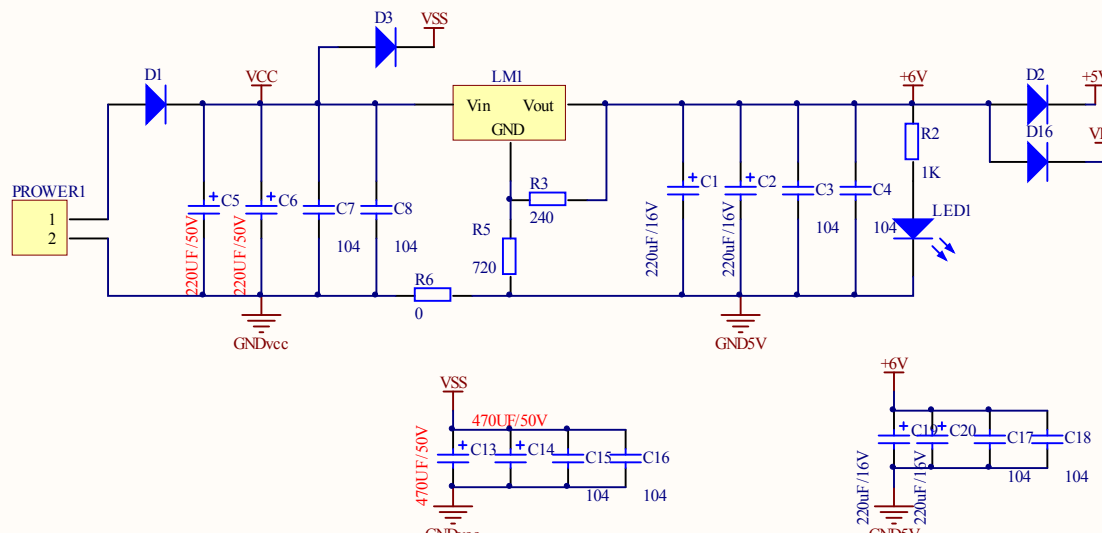 D3
VSS
D1
VCC
LM1
Vin
Vout
GND
+6V
D2
+5V
R2
1K
D16
PROWER1
1
2
C5
220UF/50V
C6
220UF/50V
C7
104
C8
104
R3
240
R5
720
R6
0
C1
220uF/16V
C2
220uF/16V
C3
104
C4
104
LED1
GNDvcc
GND5V
VSS
470UF/50V
470UF/50V
C13
C14
C15
104
C16
104
+6V
C19
220uF/16V
C20
220uF/16V
C17
104
C18
104
GND5V